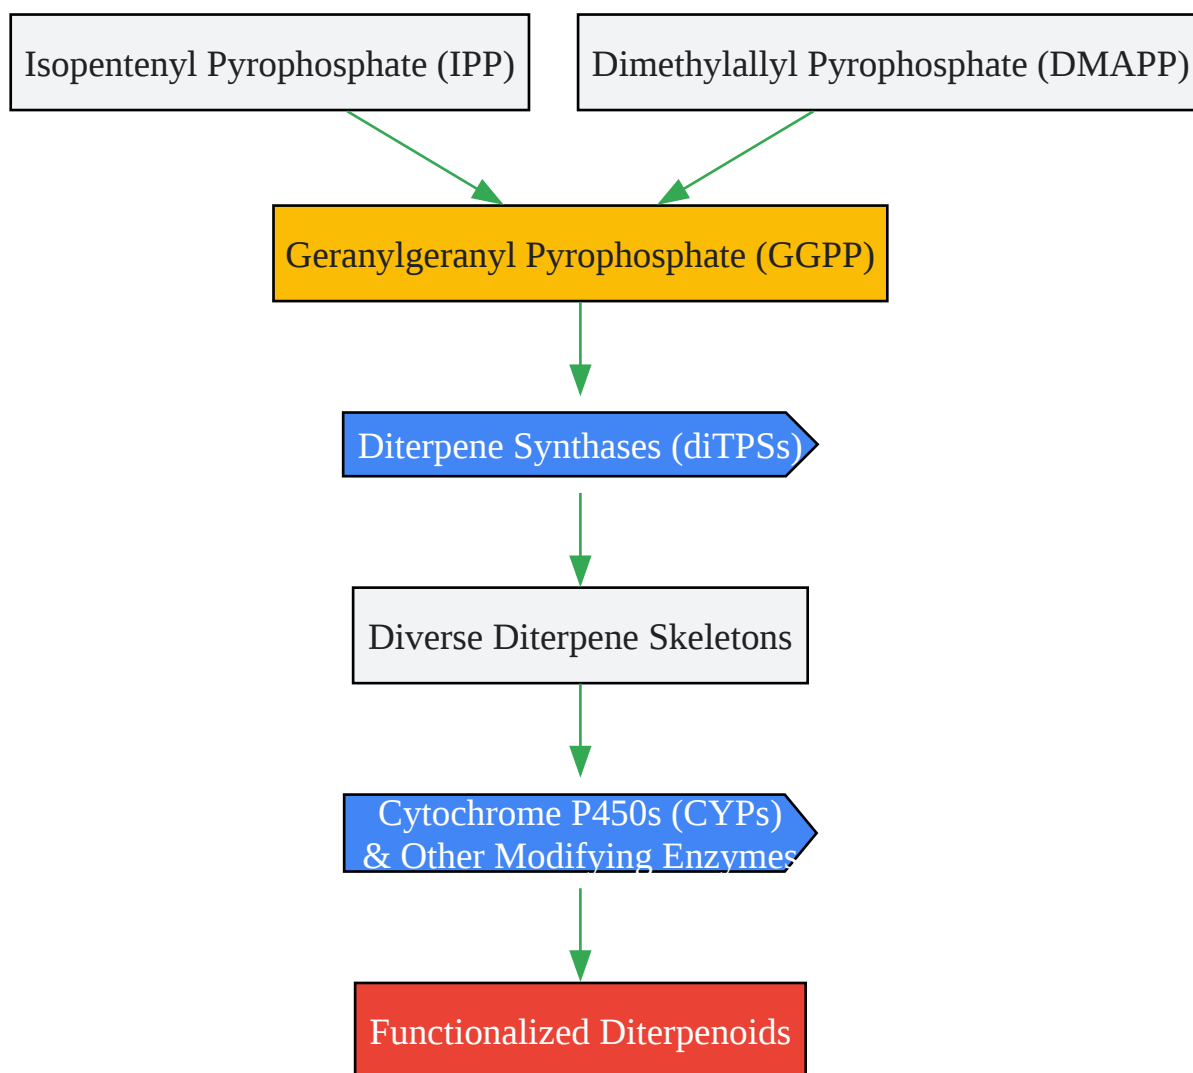 Isopentenyl Pyrophosphate (IPP)
Dimethylallyl Pyrophosphate (DMAPP)
Geranylgeranyl Pyrophosphate (GGPP)
Diterpene Synthases (diTPSs)
Diverse Diterpene Skeletons
Cytochrome P450s (CYPs)
& Other Modifying Enzymes
Functionalized Diterpenoids